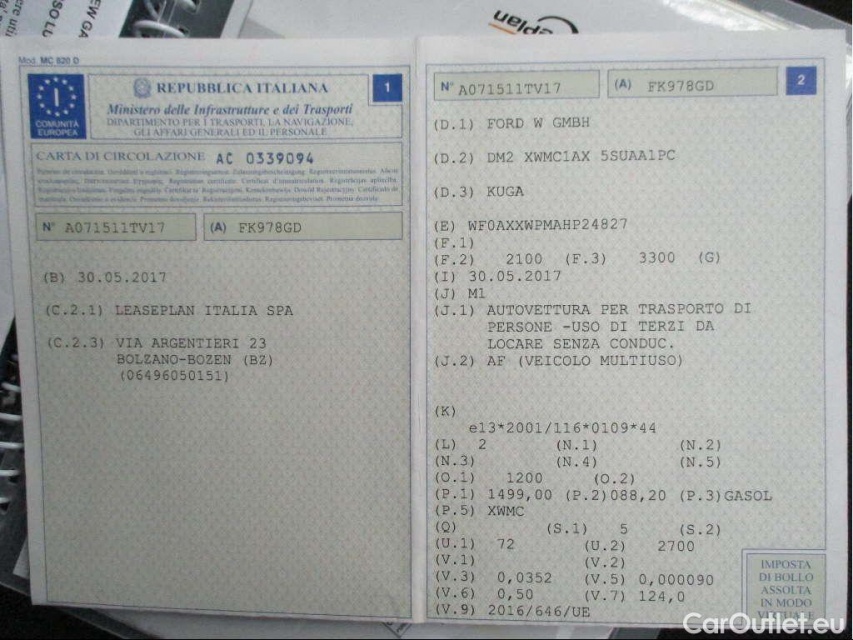 Mod. MC 820 D
REPUBBLICA ITALIANA
1
Ministero delle Infrastrutture e dei Trasporti
DIPARTIMENTO PER I TRASPORTI, LA NAVIGAZIONE,
GLI AFFARI GENERALI ED IL PERSONALE
I
COMUNITÀ
EUROPEA
CARTA DI CIRCOLAZIONE AC 0339094
N° A071511TV17 (A) FK978GD
(B) 30.05.2017
(C.2.1) LEASEPLAN ITALIA SPA
(C.2.3) VIA ARGENTIERI 23
BOLZANO-BOZEN (BZ)
(06496050151)
N° A071511TV17 (A) FK978GD
2
(D.1) FORD W GMBH
(D.2) DM2 XWMC1AX 5SUAA1PC
(D.3) KUGA
(E) WF0AXXWPMAHP24827
(F.1)
(F.2) 2100 (F.3) 3300 (G)
(I) 30.05.2017
(J) M1
(J.1) AUTOVETTURA PER TRASPORTO DI
PERSONE -USO DI TERZI DA
LOCARE SENZA CONDUC.
(J.2) AF (VEICOLO MULTIUSO)
(K)
e13*2001/116*0109*44
(L) 2 (N.1) (N.2)
(N.3) (N.4) (N.5)
(O.1) 1200 (O.2)
(P.1) 1499,00 (P.2)088,20 (P.3)GASOL
(P.5) XWMC
(Q) (S.1) 5 (S.2)
(U.1) 72 (U.2) 2700
(V.1) (V.2)
(V.3) 0,0352 (V.5) 0,000090
(V.6) 0,50 (V.7) 124,0
(V.9) 2016/646/UE
IMPOSTA
DI BOLLO
ASSOLTA
IN MODO
CarOutlet.eu